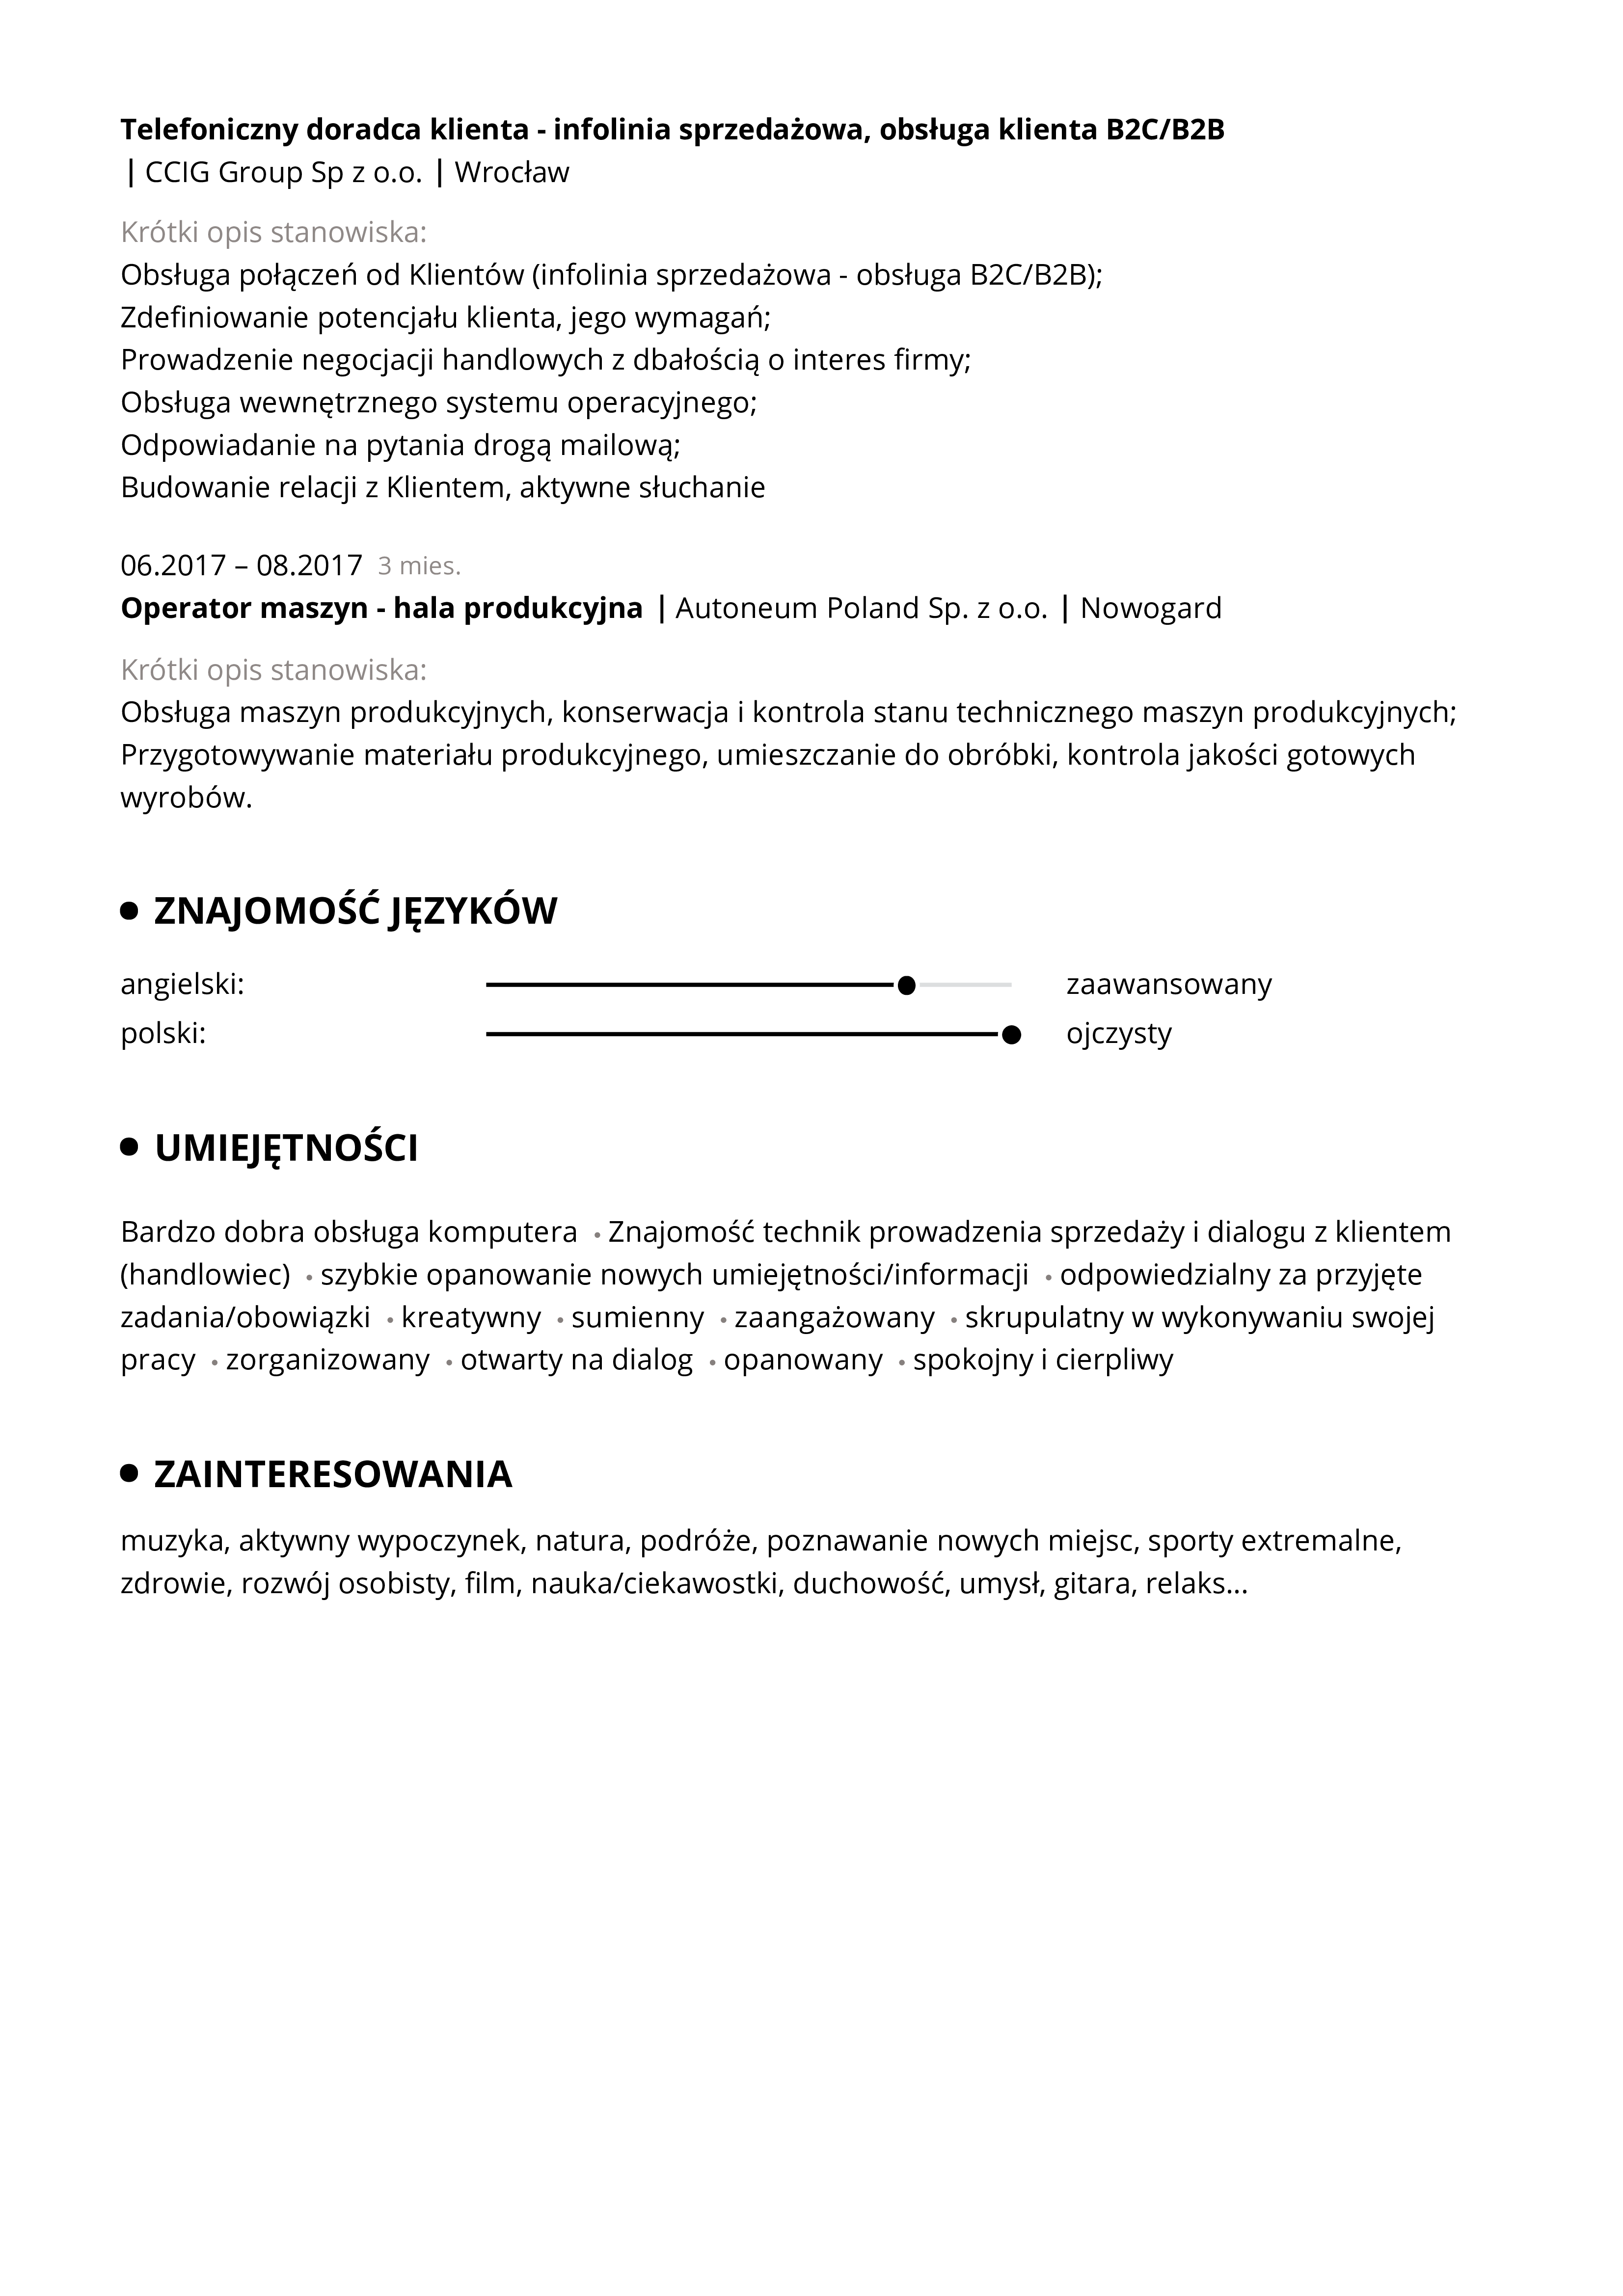 Telefoniczny doradca klienta - infolinia sprzedażowa, obsługa klienta B2C/B2B
| CCIG Group Sp z o.o. | Wrocław
Krótki opis stanowiska:
Obsługa połączeń od Klientów (infolinia sprzedażowa - obsługa B2C/B2B);
Zdefiniowanie potencjału klienta, jego wymagań;
Prowadzenie negocjacji handlowych z dbałością o interes firmy;
Obsługa wewnętrznego systemu operacyjnego;
Odpowiadanie na pytania drogą mailową;
Budowanie relacji z Klientem, aktywne słuchanie
06.2017 – 08.2017 3 mies.
Operator maszyn - hala produkcyjna | Autoneum Poland Sp. z o.o. | Nowogard
Krótki opis stanowiska:
Obsługa maszyn produkcyjnych, konserwacja i kontrola stanu technicznego maszyn produkcyjnych;
Przygotowywanie materiału produkcyjnego, umieszczanie do obróbki, kontrola jakości gotowych
wyrobów.
• ZNAJOMOŚĆ JĘZYKÓW
angielski: zaawansowany
polski: ojczysty
• UMIEJĘTNOŚCI
Bardzo dobra obsługa komputera • Znajomość technik prowadzenia sprzedaży i dialogu z klientem
(handlowiec) • szybkie opanowanie nowych umiejętności/informacji • odpowiedzialny za przyjęte
zadania/obowiązki • kreatywny • sumienny • zaangażowany • skrupulatny w wykonywaniu swojej
pracy • zorganizowany • otwarty na dialog • opanowany • spokojny i cierpliwy
• ZAINTERESOWANIA
muzyka, aktywny wypoczynek, natura, podróże, poznawanie nowych miejsc, sporty extremalne,
zdrowie, rozwój osobisty, film, nauka/ciekawostki, duchowość, umysł, gitara, relaks...